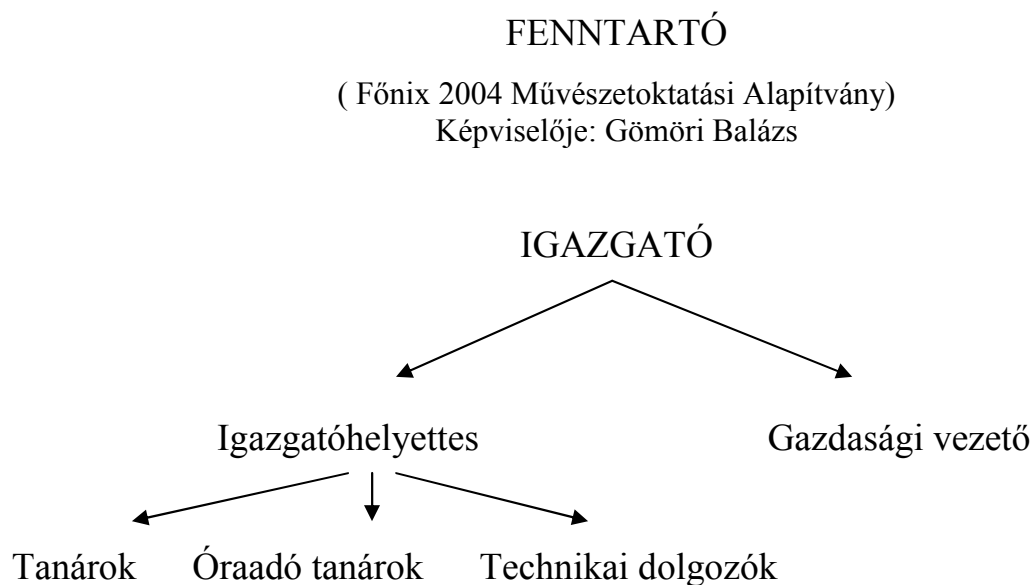 FENNTARTÓ
( Főnix 2004 Művészetoktatási Alapítvány)
Képviselője: Gömöri Balázs
IGAZGATÓ
Igazgatóhelyettes Gazdasági vezető
Tanárok Óraadó tanárok Technikai dolgozók